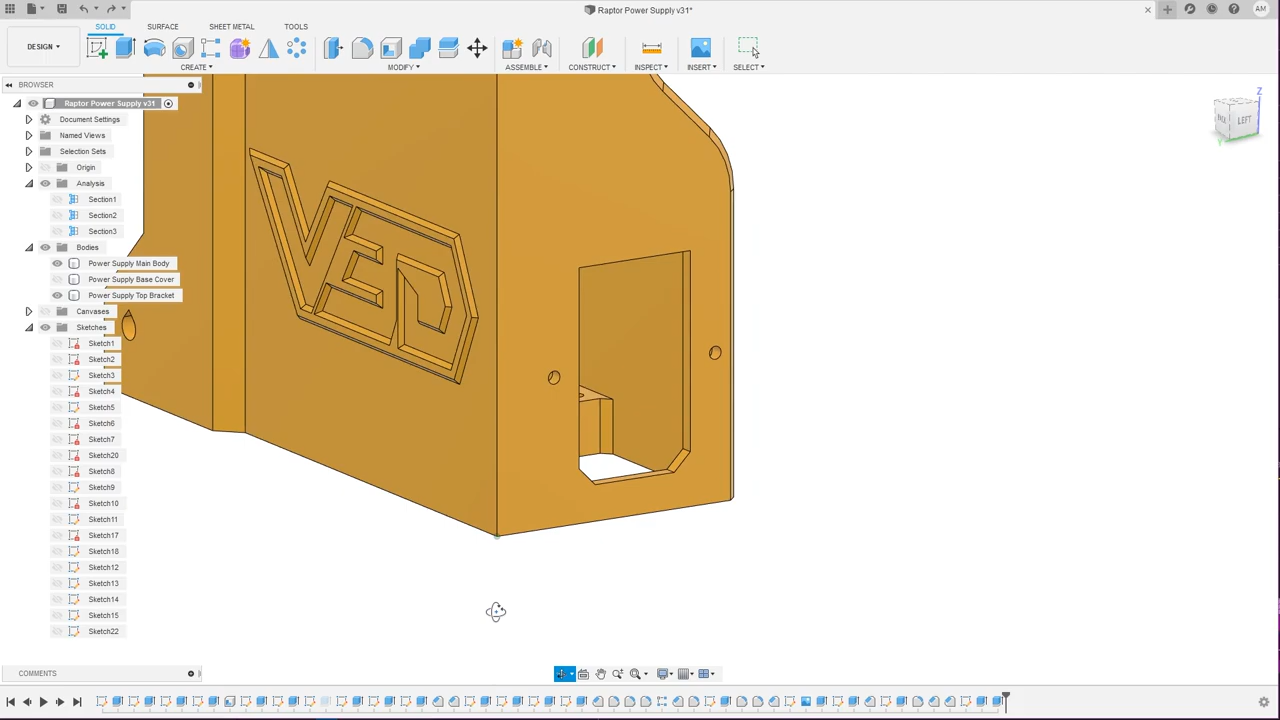 Raptor Power Supply v31*
AM
DESIGN
SOLID SURFACE SHEET METAL TOOLS
CREATE MODIFY ASSEMBLE CONSTRUCT INSPECT INSERT SELECT
BROWSER
Raptor Power Supply v31
Document Settings
Named Views
Selection Sets
Origin
Analysis
Section1
Section2
Section3
Bodies
Power Supply Main Body
Power Supply Base Cover
Power Supply Top Bracket
Canvases
Sketches
Sketch1
Sketch2
Sketch3
Sketch4
Sketch5
Sketch6
Sketch7
Sketch20
Sketch8
Sketch9
Sketch10
Sketch11
Sketch17
Sketch18
Sketch12
Sketch13
Sketch14
Sketch15
Sketch22
Z
LEFT
Y
COMMENTS